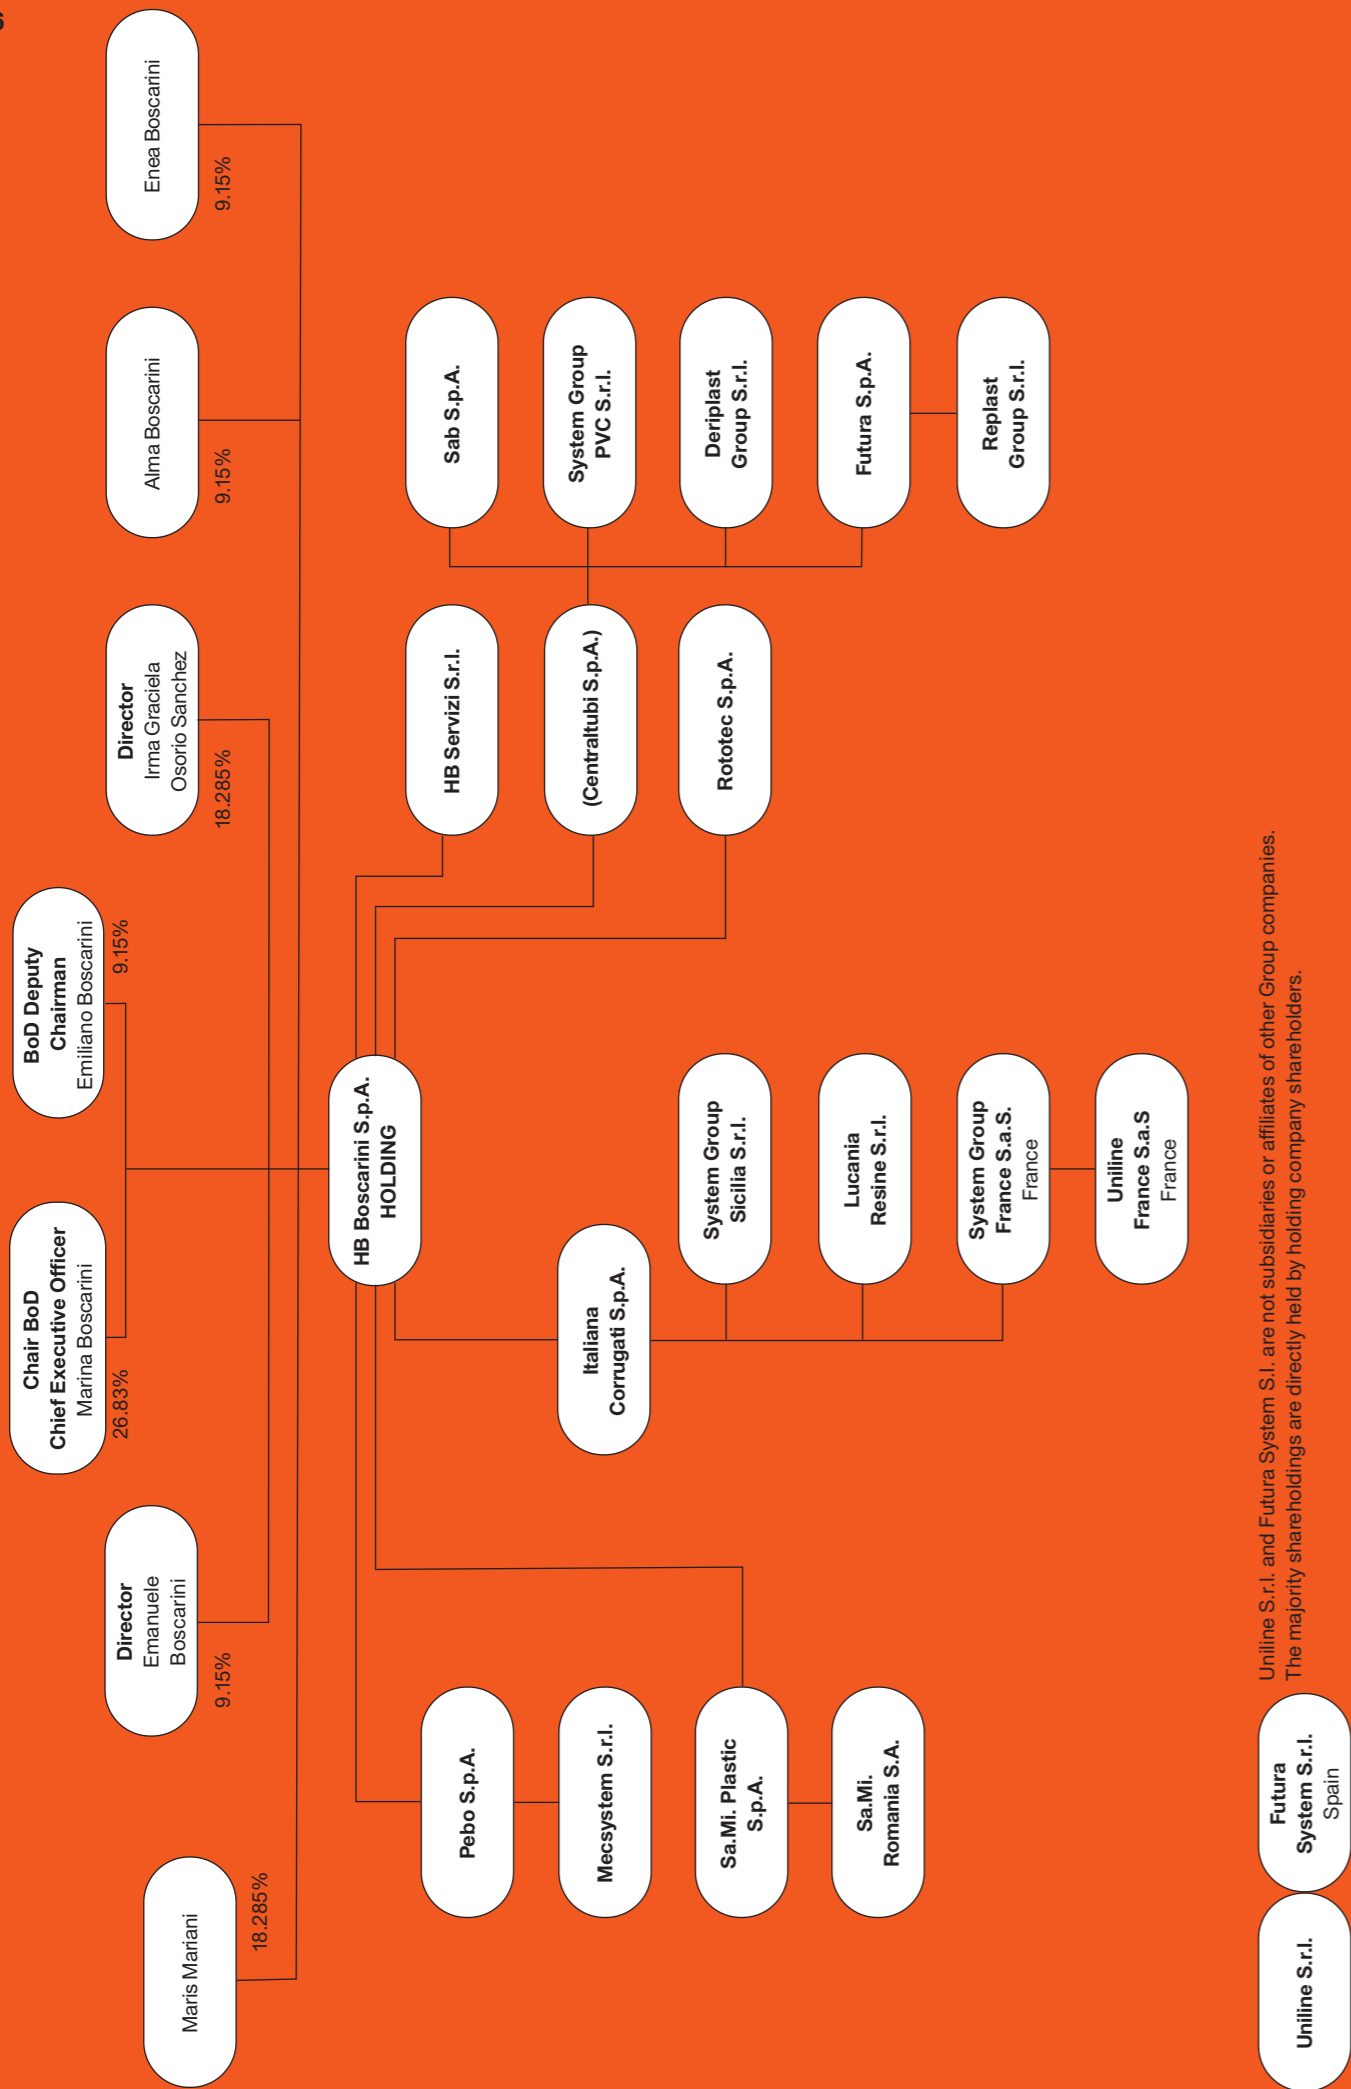 Chair BoD
Chief Executive Officer
Marina Boscarini
26.83%
BoD Deputy
Chairman
Emiliano Boscarini
9.15%
Maris Mariani
18.285%
Director
Emanuele
Boscarini
9.15%
Director
Irma Graciela
Osorio Sanchez
18.285%
Alma Boscarini
9.15%
Enea Boscarini
9.15%
HB Boscarini S.p.A.
HOLDING
Pebo S.p.A.
Mecsystem S.r.l.
Sa.Mi. Plastic
S.p.A.
Sa.Mi.
Romania S.A.
Italiana
Corrugati S.p.A.
System Group
Sicilia S.r.l.
Lucania
Resine S.r.l.
System Group
France S.a.S.
France
Uniline
France S.a.S
France
HB Servizi S.r.l.
(Centraltubi S.p.A.)
Rototec S.p.A.
Sab S.p.A.
System Group
PVC S.r.l.
Deriplast
Group S.r.l.
Futura S.p.A.
Replast
Group S.r.l.
Uniline S.r.l.
Futura
System S.r.l.
Spain
Uniline S.r.l. and Futura System S.l. are not subsidiaries or affiliates of other Group companies.
The majority shareholdings are directly held by holding company shareholders.